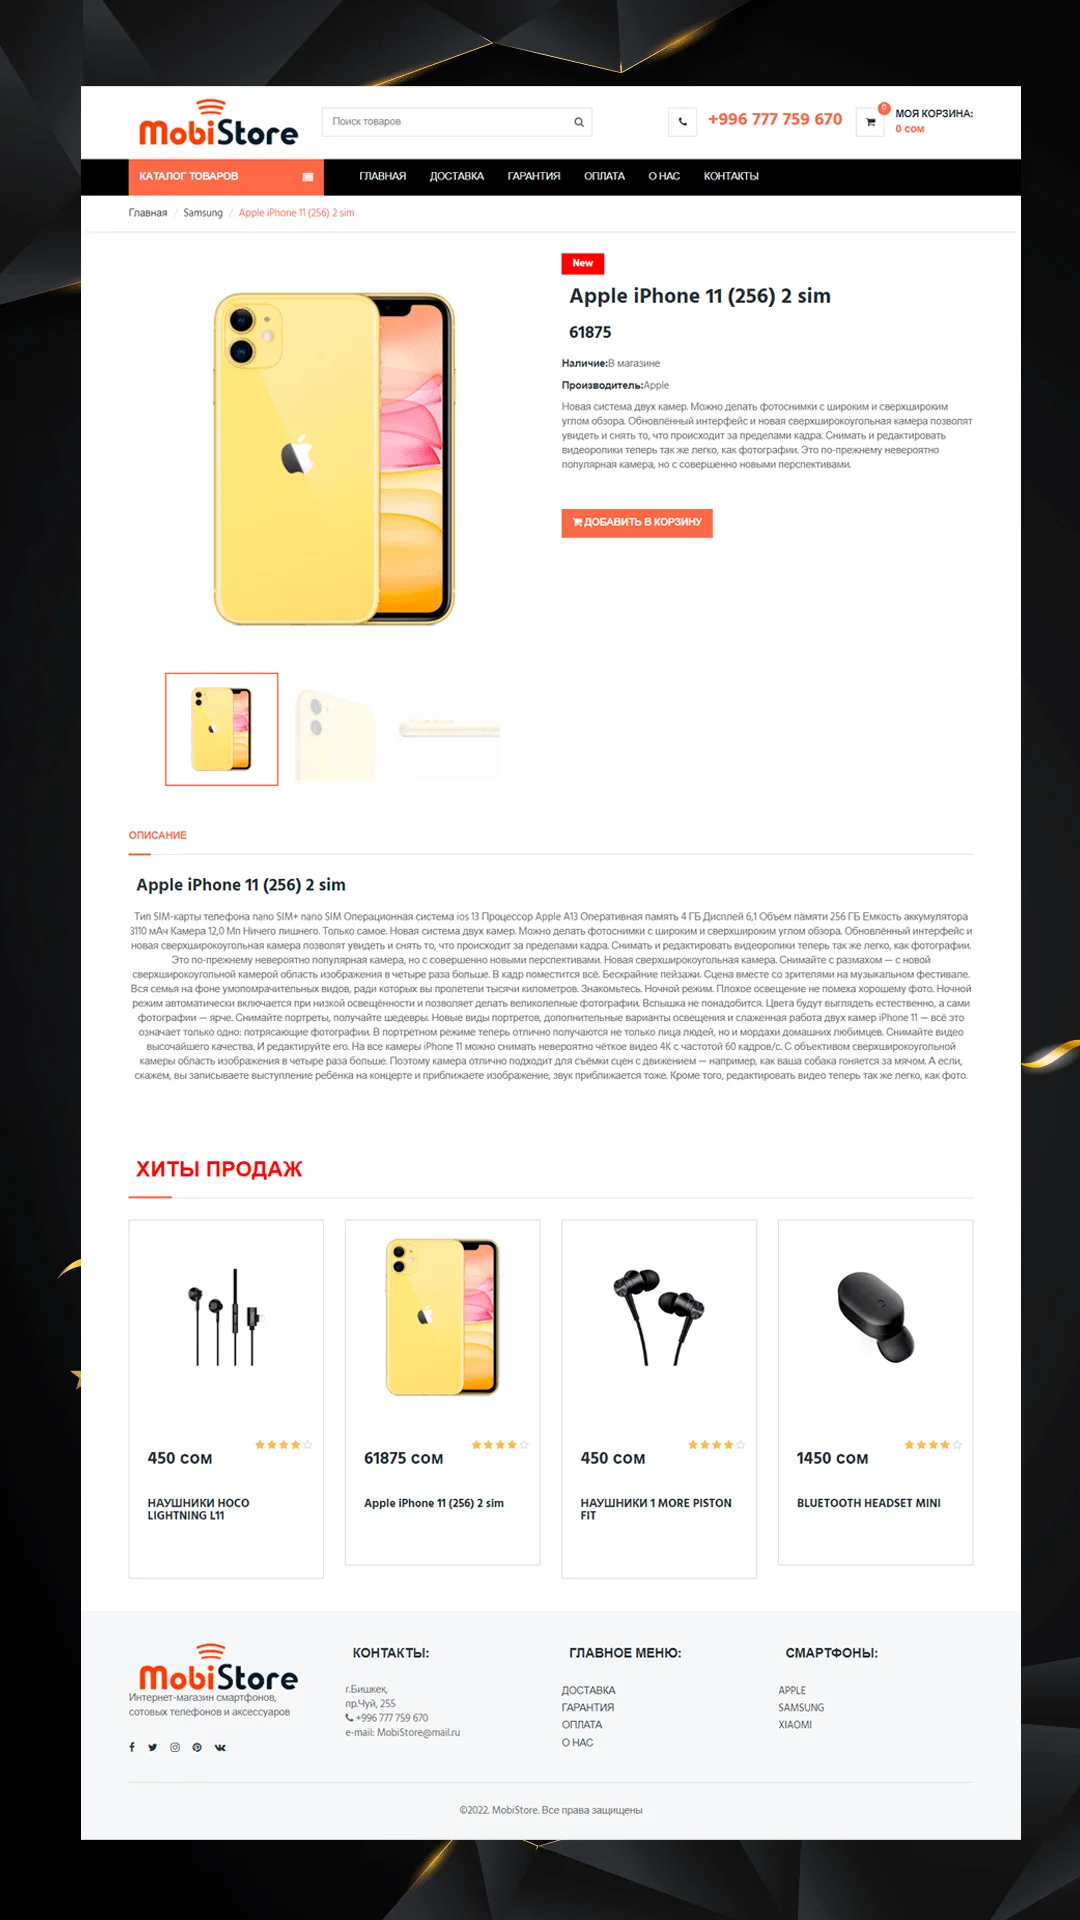 MobiStore
Поиск товаров
+996 777 759 670
0
МОЯ КОРЗИНА:
0 сом
КАТАЛОГ ТОВАРОВ
ГЛАВНАЯ ДОСТАВКА ГАРАНТИЯ ОПЛАТА О НАС КОНТАКТЫ
Главная / Samsung / Apple iPhone 11 (256) 2 sim
New
Apple iPhone 11 (256) 2 sim
61875
Наличие:В магазине
Производитель:Apple
Новая система двух камер. Можно делать фотоснимки с широким и сверхшироким
углом обзора. Обновлённый интерфейс и новая сверхширокоугольная камера позволят
увидеть и снять то, что происходит за пределами кадра. Снимать и редактировать
видеоролики теперь так же легко, как фотографии. Это по-прежнему невероятно
популярная камера, но с совершенно новыми перспективами.
ДОБАВИТЬ В КОРЗИНУ
ОПИСАНИЕ
Apple iPhone 11 (256) 2 sim
Тип SIM-карты телефона nano SIM+ nano SIM Операционная система ios 13 Процессор Apple A13 Оперативная память 4 ГБ Дисплей 6,1 Объем памяти 256 ГБ Емкость аккумулятора
3110 мАч Камера 12,0 Мп Ничего лишнего. Только самое. Новая система двух камер. Можно делать фотоснимки с широким и сверхшироким углом обзора. Обновлённый интерфейс и
новая сверхширокоугольная камера позволят увидеть и снять то, что происходит за пределами кадра. Снимать и редактировать видеоролики теперь так же легко, как фотографии.
Это по-прежнему невероятно популярная камера, но с совершенно новыми перспективами. Новая сверхширокоугольная камера. Снимайте с размахом — с новой
сверхширокоугольной камерой область изображения в четыре раза больше. В кадр поместится всё. Бескрайние пейзажи. Сцена вместе со зрителями на музыкальном фестивале.
Вся семья на фоне умопомрачительных видов, ради которых вы пролетели тысячи километров. Знакомьтесь. Ночной режим. Плохое освещение не помеха хорошему фото. Ночной
режим автоматически включается при низкой освещённости и позволяет делать великолепные фотографии. Вспышка не понадобится. Цвета будут выглядеть естественно, а сами
фотографии — ярче. Снимайте портреты, получайте шедевры. Новые виды портретов, дополнительные варианты освещения и слаженная работа двух камер iPhone 11 — всё это
означает только одно: потрясающие фотографии. В портретном режиме теперь отлично получаются не только лица людей, но и мордахи домашних любимцев. Снимайте видео
высочайшего качества. И редактируйте его. На все камеры iPhone 11 можно снимать невероятно чёткое видео 4K с частотой 60 кадров/с. С объективом сверхширокоугольной
камеры область изображения в четыре раза больше. Поэтому камера отлично подходит для съёмки сцен с движением — например, как ваша собака гоняется за мячом. А если,
скажем, вы записываете выступление ребёнка на концерте и приближаете изображение, звук приближается тоже. Кроме того, редактировать видео теперь так же легко, как фото.
ХИТЫ ПРОДАЖ
450 СОМ
НАУШНИКИ HOCO
LIGHTNING L11
61875 СОМ
Apple iPhone 11 (256) 2 sim
450 СОМ
НАУШНИКИ 1 MORE PISTON
FIT
1450 СОМ
BLUETOOTH HEADSET MINI
MobiStore
Интернет-магазин смартфонов,
сотовых телефонов и аксессуаров
КОНТАКТЫ:
г.Бишкек,
пр.Чуй, 255
+996 777 759 670
e-mail: MobiStore@mail.ru
ГЛАВНОЕ МЕНЮ:
ДОСТАВКА
ГАРАНТИЯ
ОПЛАТА
О НАС
СМАРТФОНЫ:
APPLE
SAMSUNG
XIAOMI
©2022. MobiStore. Все права защищены